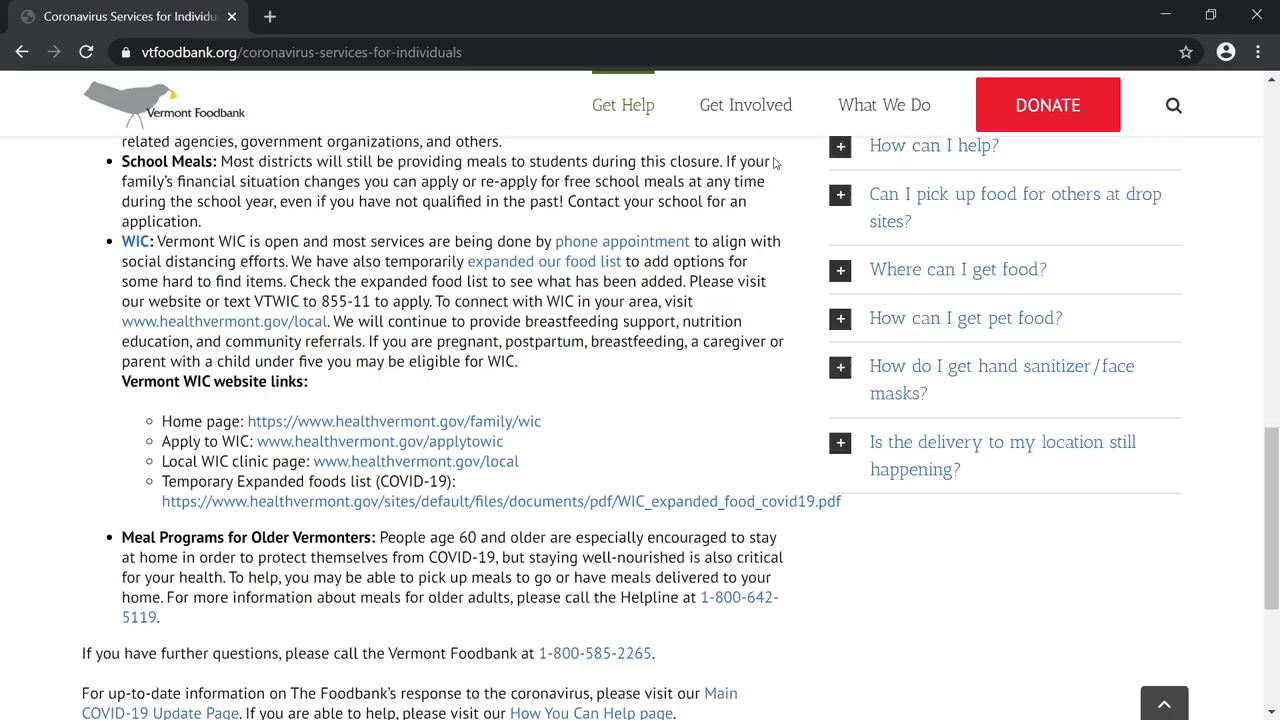 Coronavirus Services for Individu
vtfoodbank.org/coronavirus-services-for-individuals
Vermont Foodbank
Get Help
Get Involved
What We Do
DONATE
related agencies, government organizations, and others.
School Meals: Most districts will still be providing meals to students during this closure. If your
family's financial situation changes you can apply or re-apply for free school meals at any time
during the school year, even if you have not qualified in the past! Contact your school for an
application.
WIC: Vermont WIC is open and most services are being done by phone appointment to align with
social distancing efforts. We have also temporarily expanded our food list to add options for
some hard to find items. Check the expanded food list to see what has been added. Please visit
our website or text VTWIC to 855-11 to apply. To connect with WIC in your area, visit
www.healthvermont.gov/local. We will continue to provide breastfeeding support, nutrition
education, and community referrals. If you are pregnant, postpartum, breastfeeding, a caregiver or
parent with a child under five you may be eligible for WIC.
Vermont WIC website links:
Home page: https://www.healthvermont.gov/family/wic
Apply to WIC: www.healthvermont.gov/applytowic
Local WIC clinic page: www.healthvermont.gov/local
Temporary Expanded foods list (COVID-19):
https://www.healthvermont.gov/sites/default/files/documents/pdf/WIC_expanded_food_covid19.pdf
Meal Programs for Older Vermonters: People age 60 and older are especially encouraged to stay
at home in order to protect themselves from COVID-19, but staying well-nourished is also critical
for your health. To help, you may be able to pick up meals to go or have meals delivered to your
home. For more information about meals for older adults, please call the Helpline at 1-800-642-
5119.
If you have further questions, please call the Vermont Foodbank at 1-800-585-2265.
For up-to-date information on The Foodbank's response to the coronavirus, please visit our Main
COVID-19 Update Page. If you are able to help, please visit our How You Can Help page.
How can I help?
Can I pick up food for others at drop
sites?
Where can I get food?
How can I get pet food?
How do I get hand sanitizer/face
masks?
Is the delivery to my location still
happening?